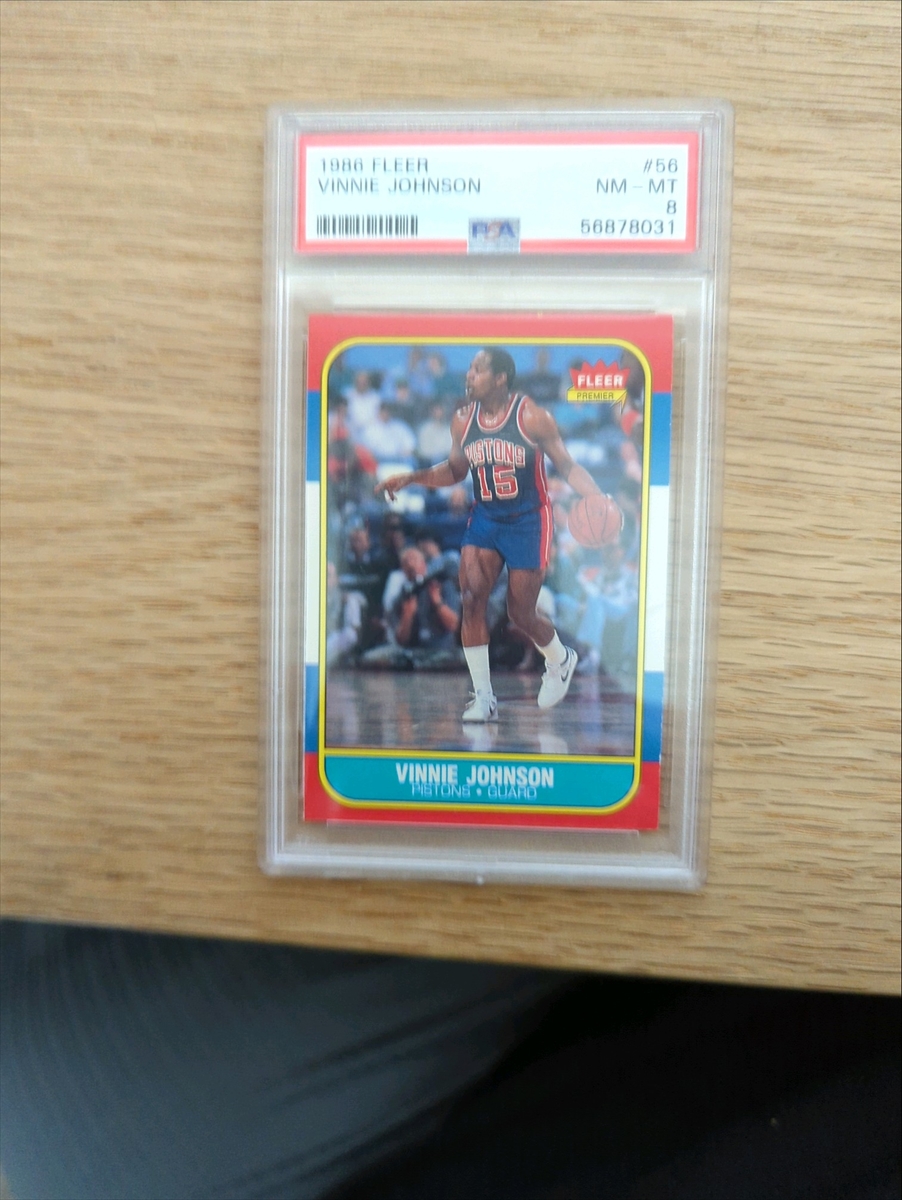 1986 FLEER #56
VINNIE JOHNSON NM - MT
8
56878031
PSA
FLEER
PREMIER
PISTONS
15
VINNIE JOHNSON
PISTONS • GUARD